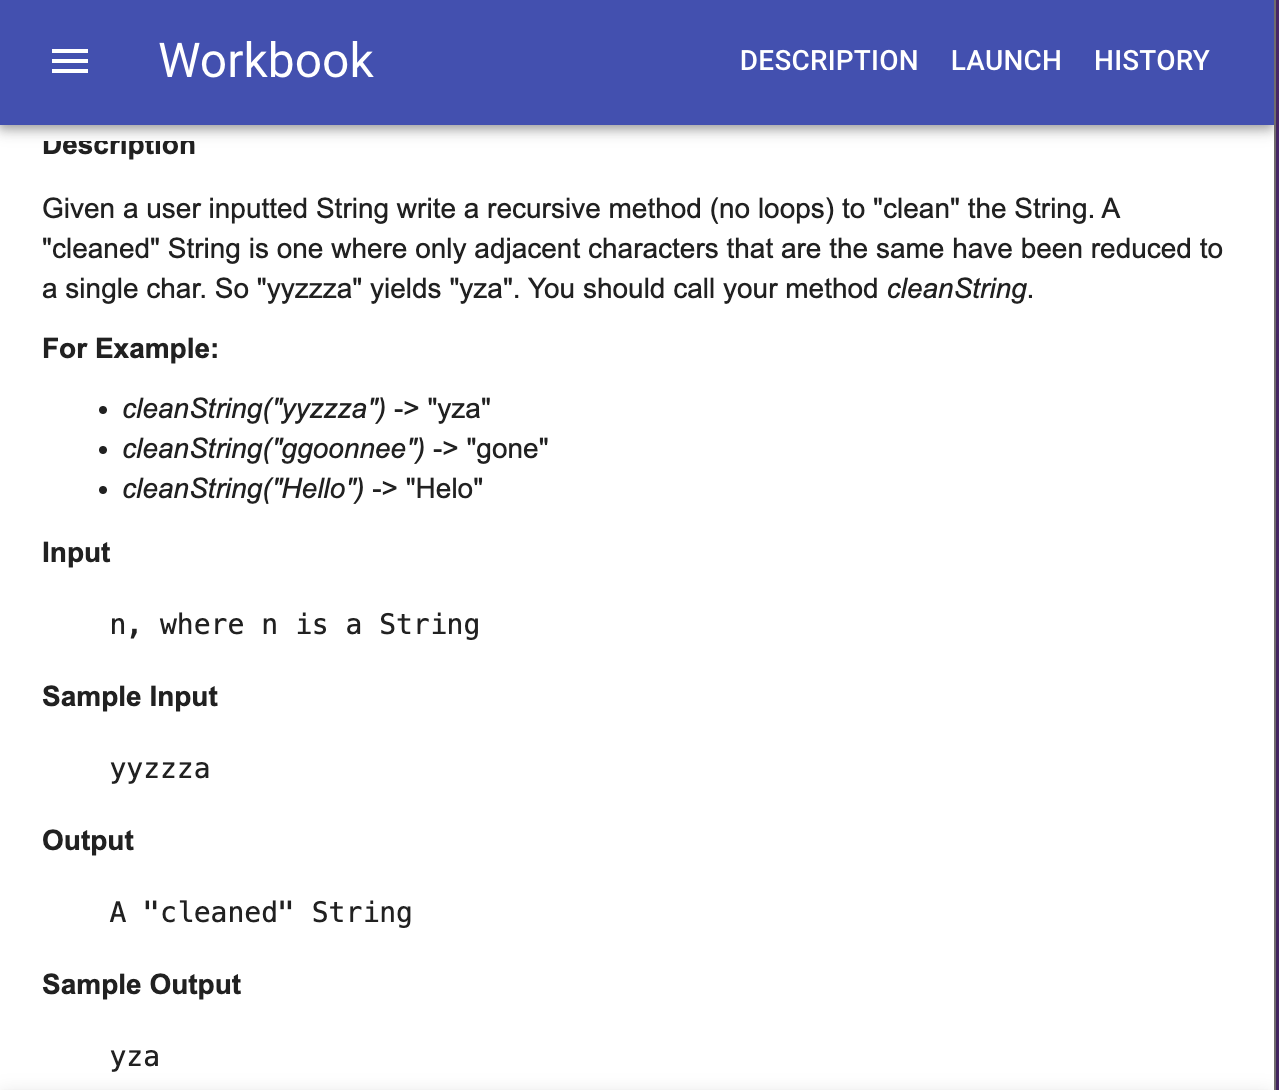 Workbook
DESCRIPTION LAUNCH HISTORY
Description
Given a user inputted String write a recursive method (no loops) to "clean" the String. A
"cleaned" String is one where only adjacent characters that are the same have been reduced to
a single char. So "yyzzza" yields "yza". You should call your method cleanString.
For Example:
• cleanString("yyzzza") -> "yza"
• cleanString("ggoonnee") -> "gone"
• cleanString("Hello") -> "Helo"
Input
n, where n is a String
Sample Input
yyzzza
Output
A "cleaned" String
Sample Output
yza